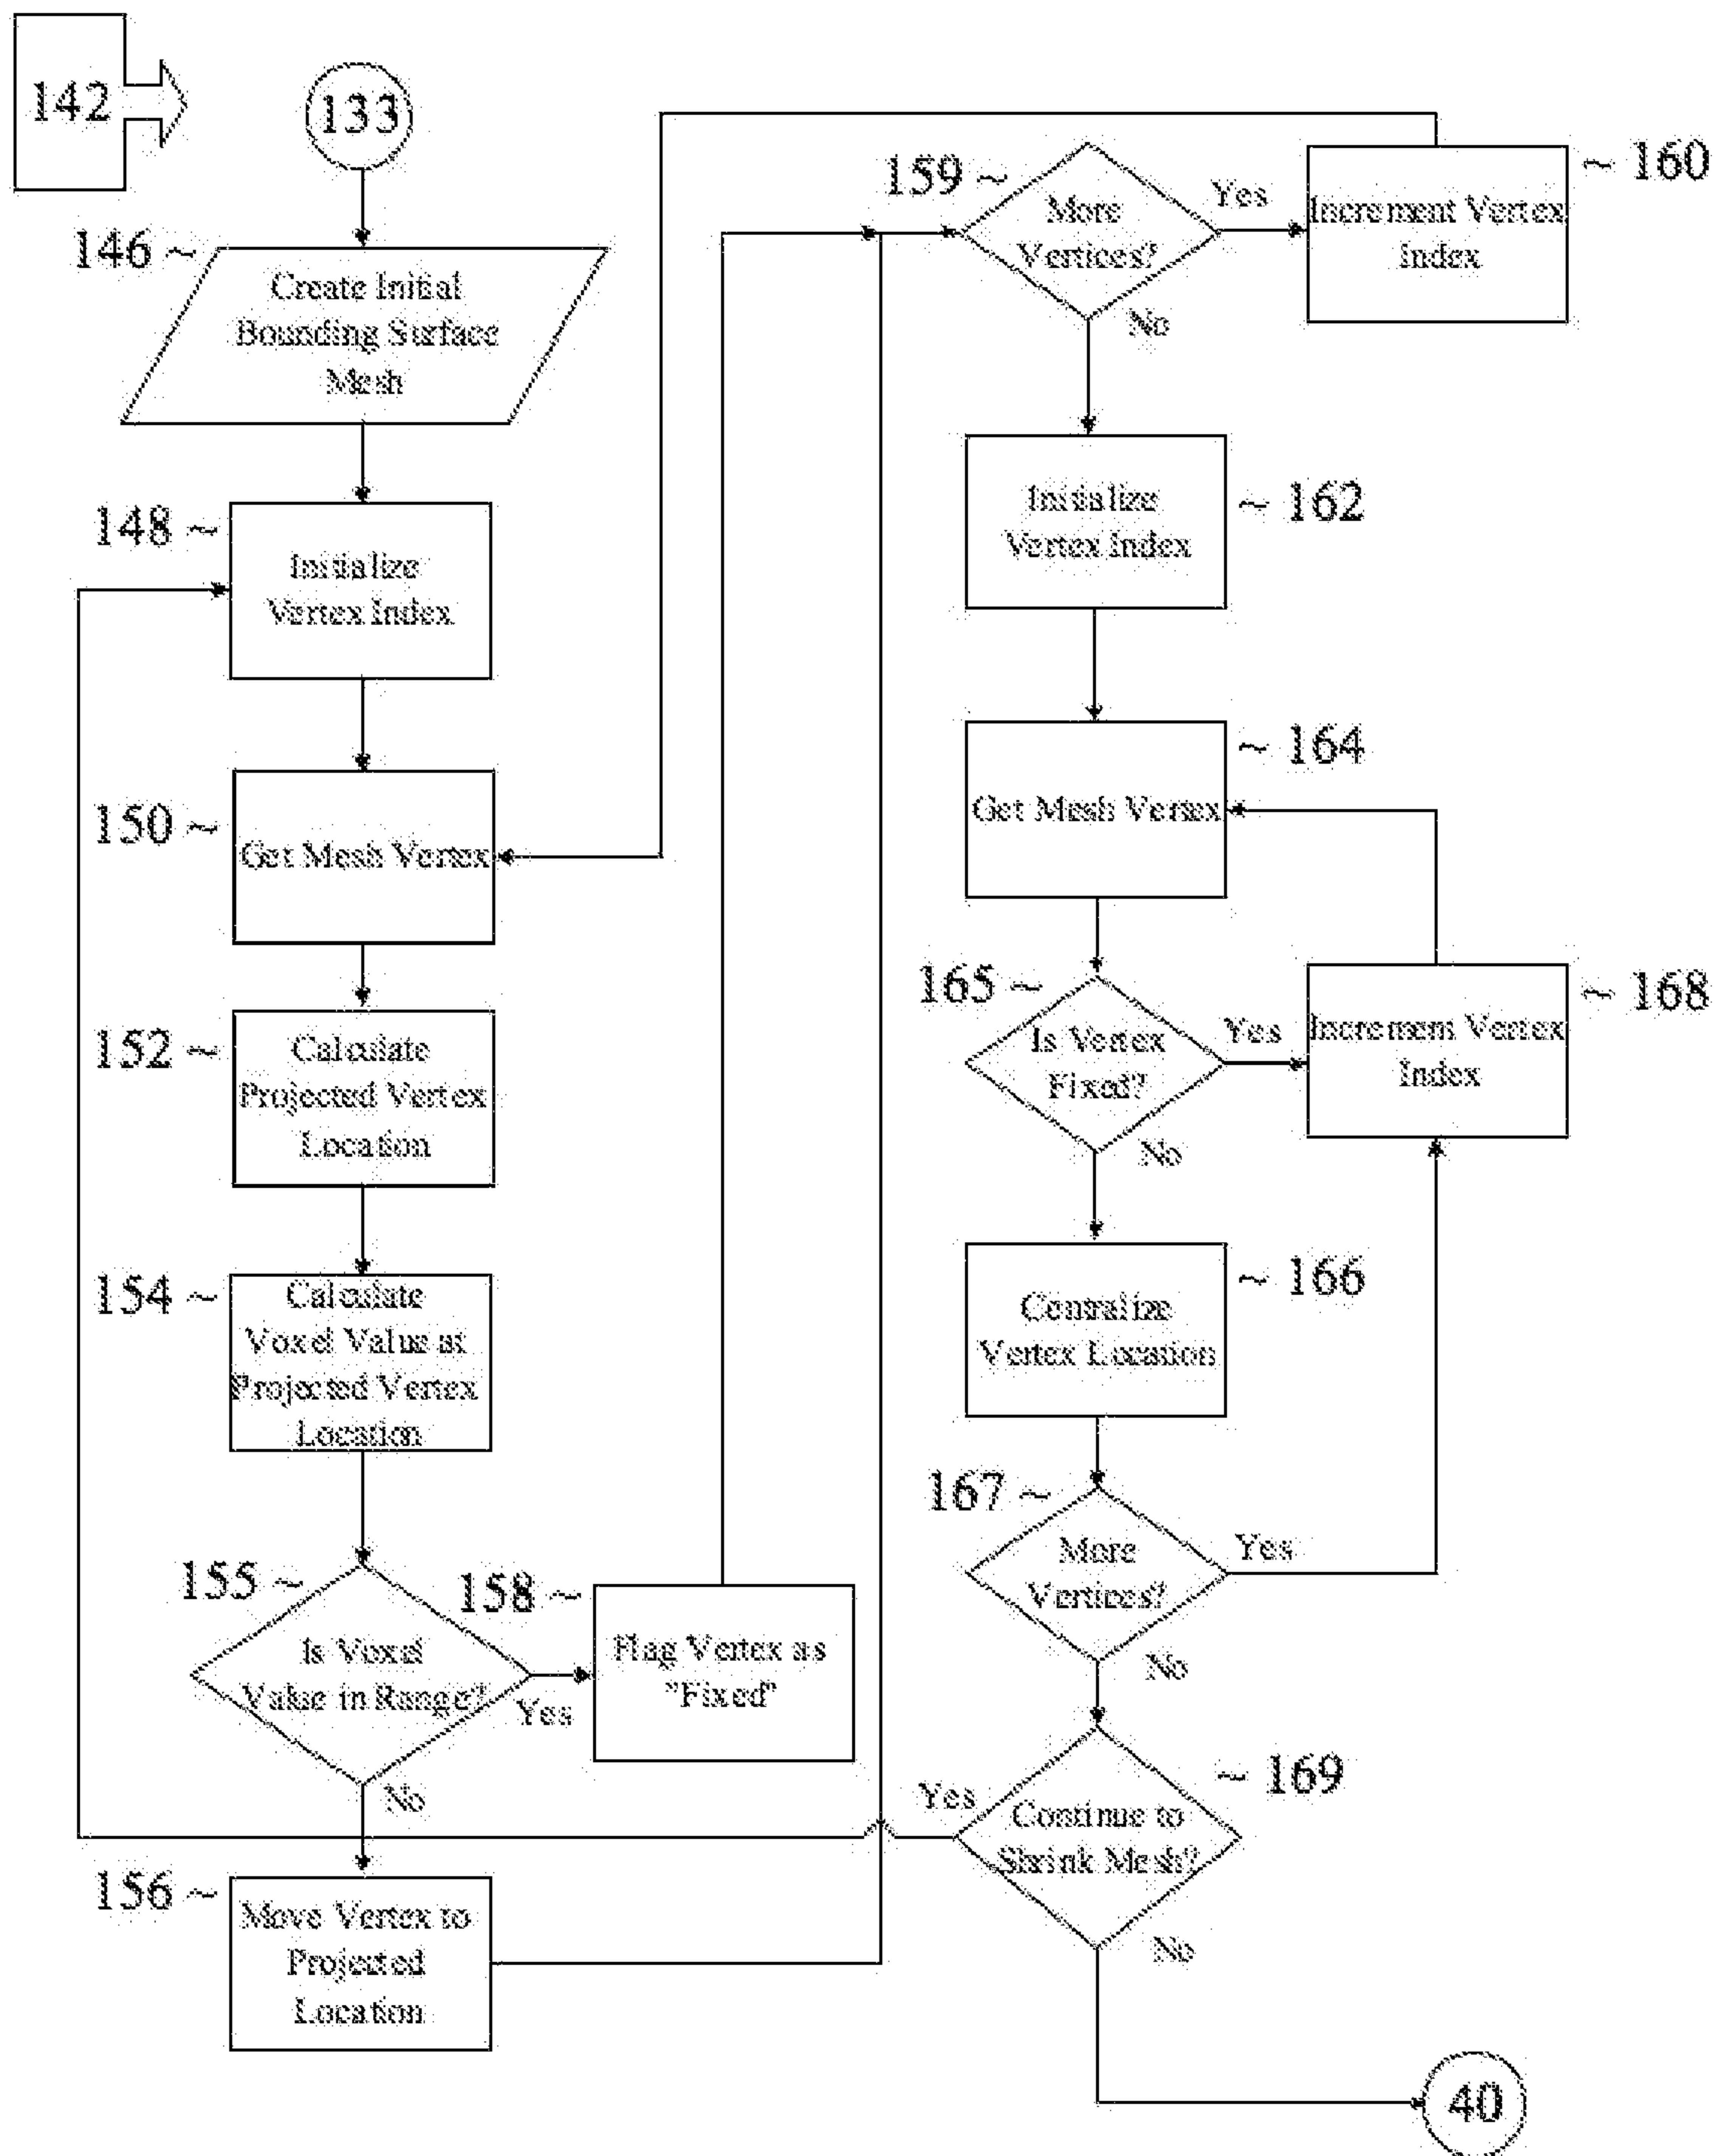 142
133
146 ~
Create Initial
Bounding Surface
Mesh
148 ~
Initialize
Vertex Index
150 ~
Get Mesh Vertex
152 ~
Calculate
Projected Vertex
Location
154 ~
Calculate
Voxel Value at
Projected Vertex
Location
155 ~
Is Voxel
Value in Range?
Yes
No
158 ~
Flag Vertex as
"Fixed"
156 ~
Move Vertex to
Projected
Location
159 ~
More
Vertices?
Yes
No
~ 160
Increment Vertex
Index
~ 162
Initialize
Vertex Index
~ 164
Get Mesh Vertex
165 ~
Is Vertex
Fixed?
Yes
No
~ 168
Increment Vertex
Index
~ 166
Centralize
Vertex Location
167 ~
More
Vertices?
Yes
No
~ 169
Continue to
Shrink Mesh?
Yes
No
40